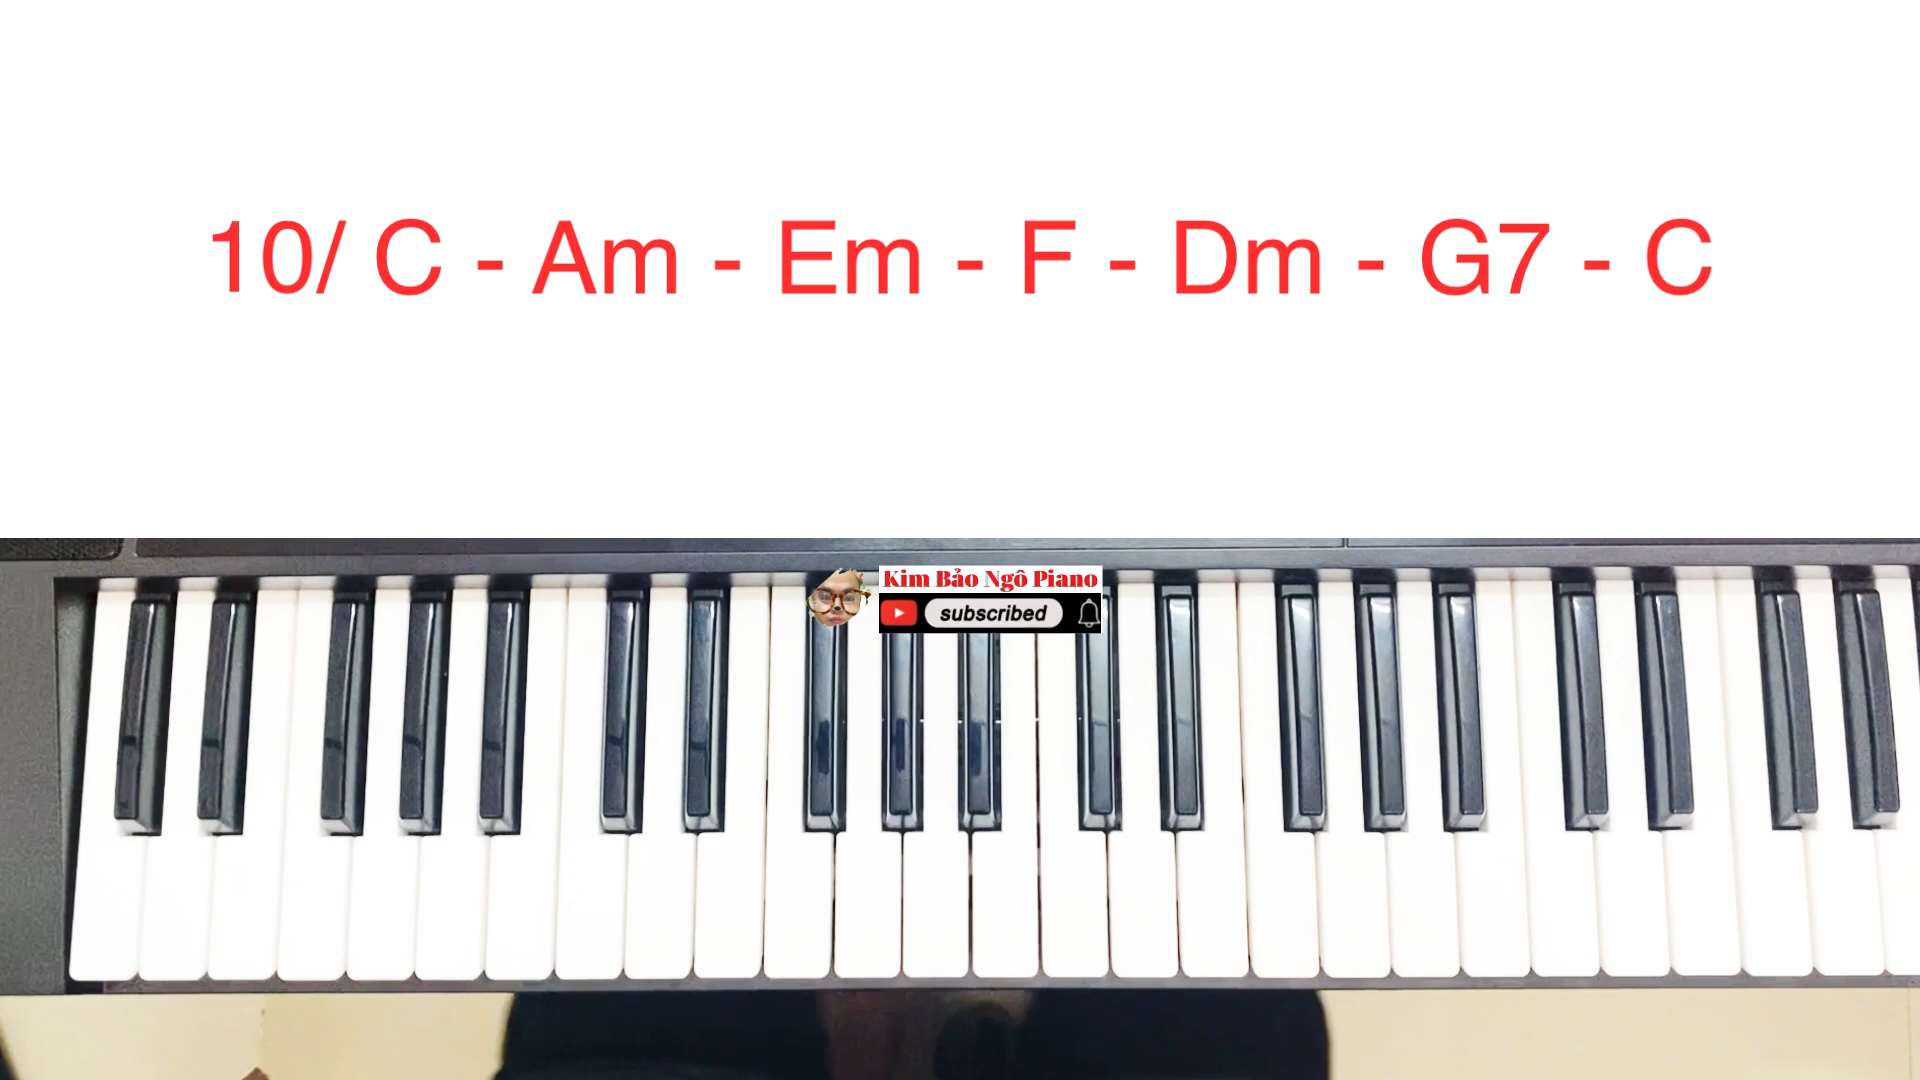 10/ C - Am - Em - F - Dm - G7 - C
Kim Bảo Ngô Piano
subscribed